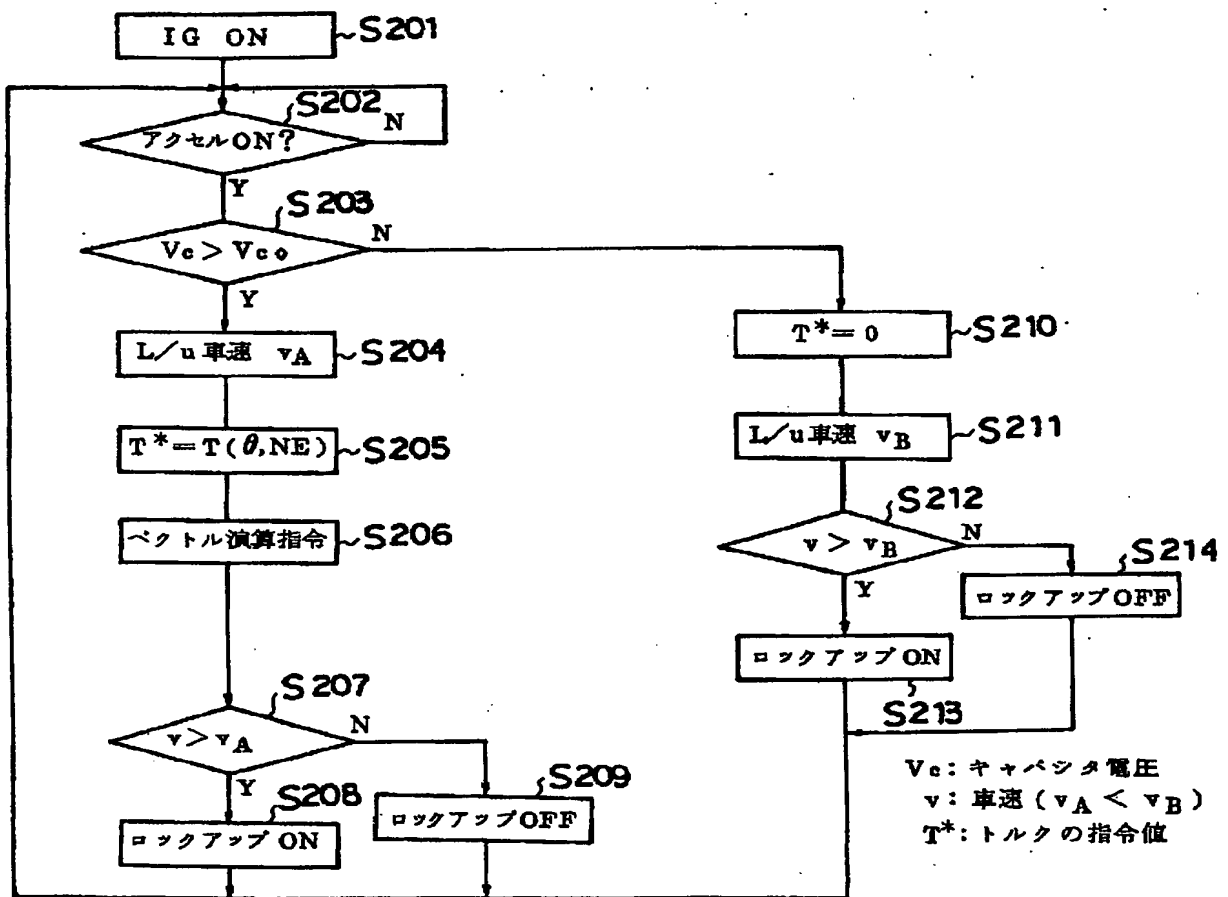 IG ON
S201
S202
アクセルON?
N
Y
S203
Vc > Vco
N
Y
L/u車速 vA
S204
T*=T(θ,NE)
S205
ベクトル演算指令
S206
S207
v>vA
N
Y
S208
ロックアップ ON
S209
ロックアップOFF
T*=0
S210
L/u車速 vB
S211
S212
v>vB
N
Y
S214
ロックアップOFF
ロックアップON
S213
Vc:キャパシタ電圧
v:車速(vA<vB)
T*:トルクの指令値